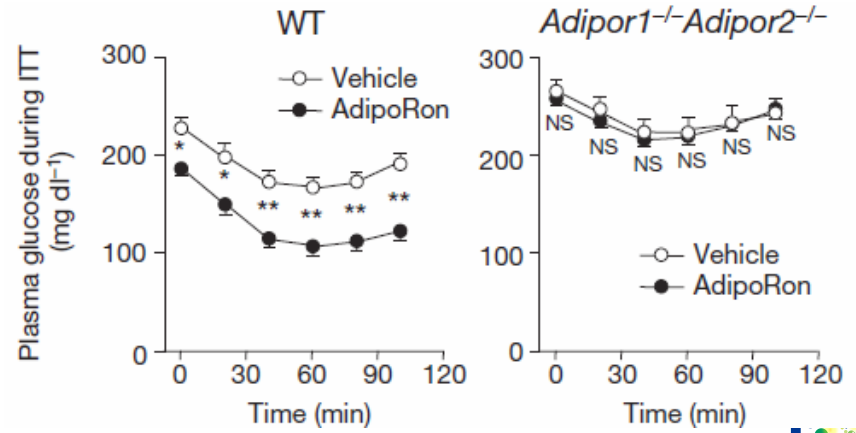 WT
Adipor1–/–Adipor2–/–
Plasma glucose during ITT
(mg dl–1)
300
200
100
0
Vehicle
AdipoRon
*
*
**
**
**
**
0
30
60
90
120
Time (min)
300
200
100
0
NS
NS
NS
NS
NS
NS
Vehicle
AdipoRon
0
30
60
90
120
Time (min)